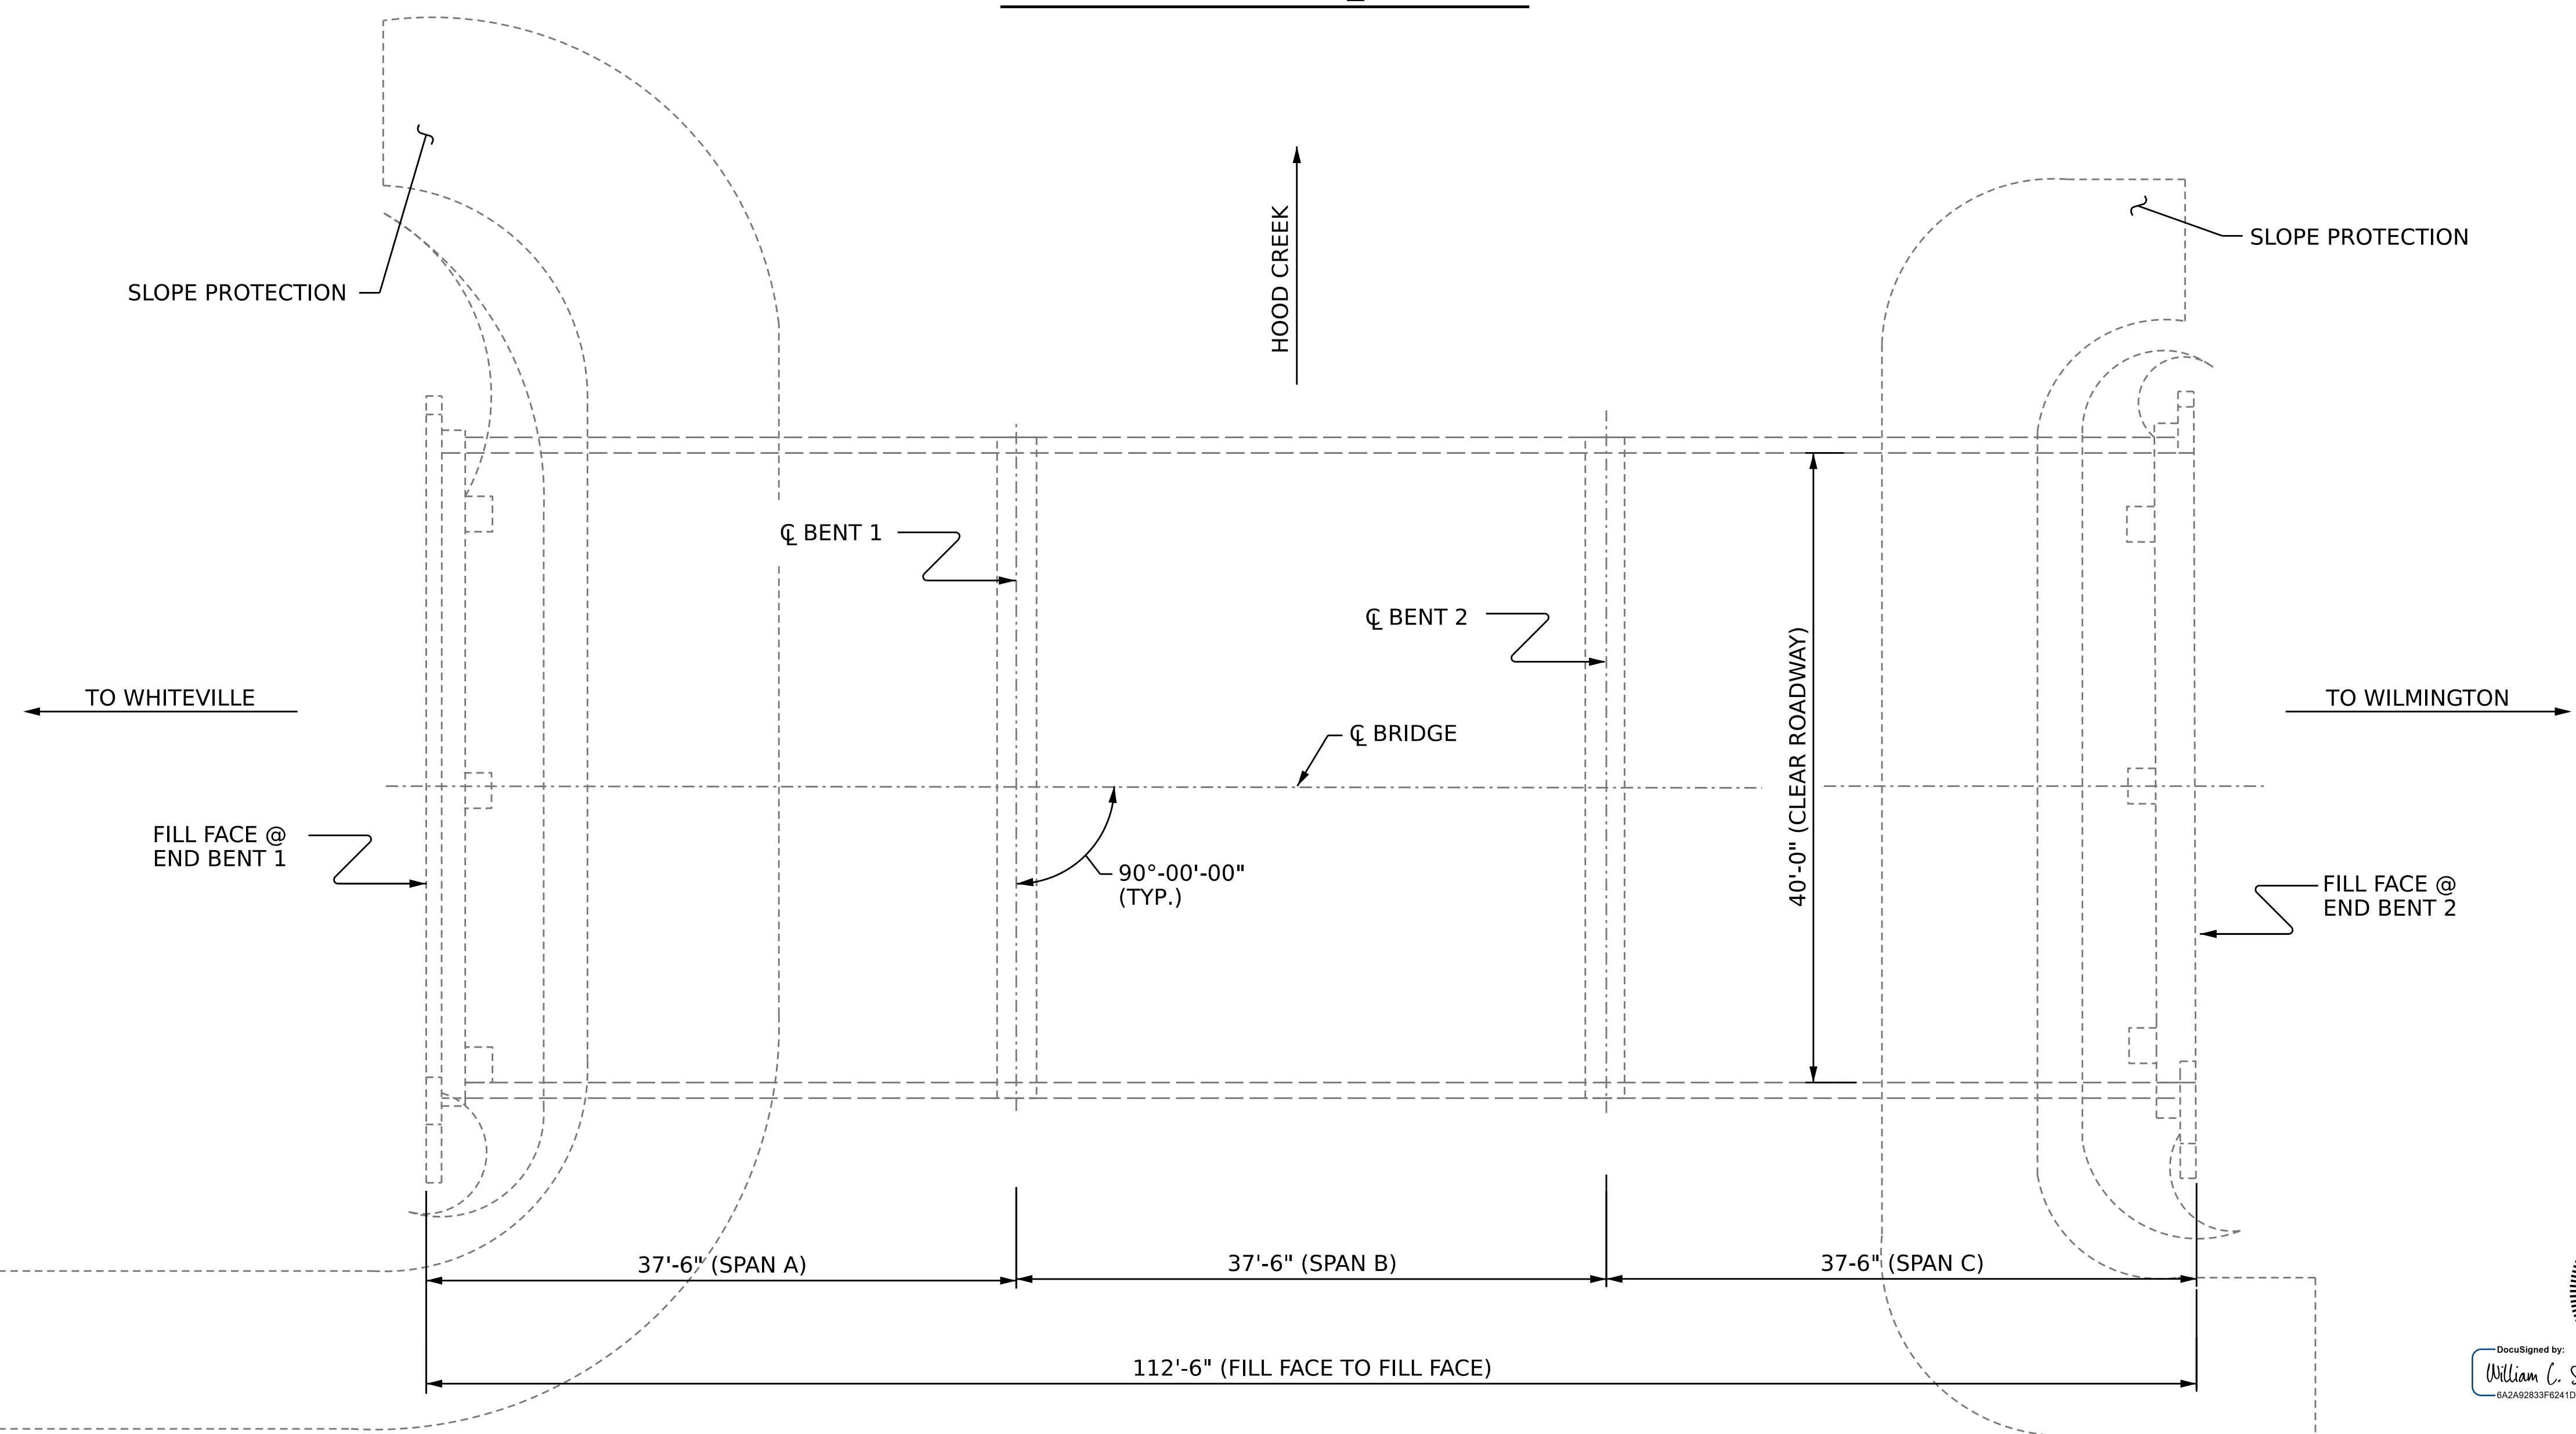 HOOD CREEK
SLOPE PROTECTION
SLOPE PROTECTION
℄ BENT 1
℄ BENT 2
40'-0" (CLEAR ROADWAY)
TO WHITEVILLE
TO WILMINGTON
℄ BRIDGE
FILL FACE @
END BENT 1
90°-00'-00"
(TYP.)
FILL FACE @
END BENT 2
37'-6" (SPAN A)
37'-6" (SPAN B)
37-6" (SPAN C)
112'-6" (FILL FACE TO FILL FACE)
DocuSigned by:
William C. S
6A2A92833F6241D